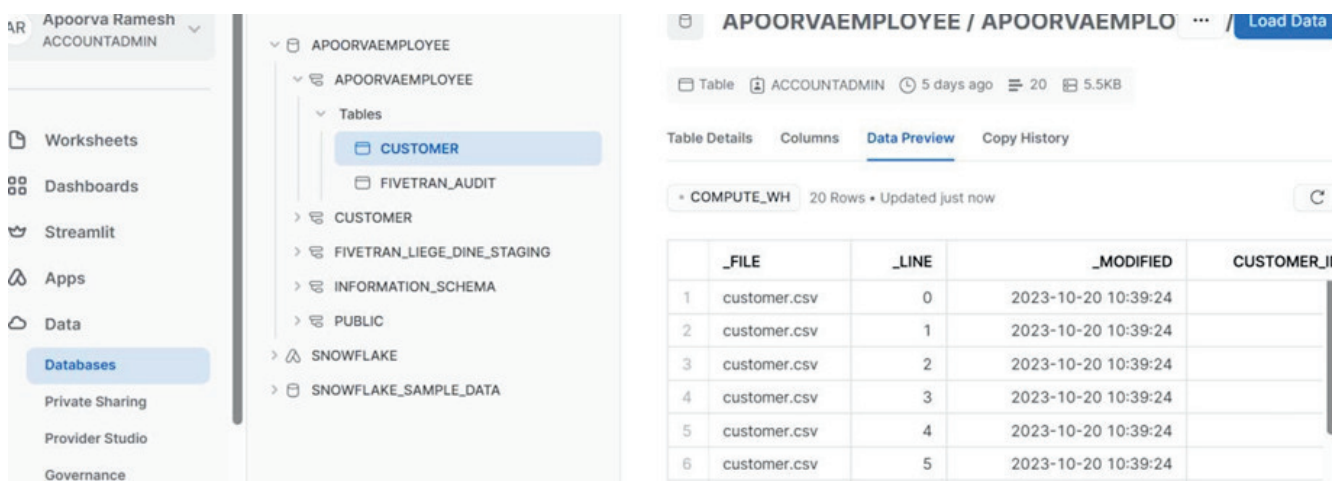 AR
Apoorva Ramesh
ACCOUNTADMIN
Worksheets
Dashboards
Streamlit
Apps
Data
Databases
Private Sharing
Provider Studio
Governance
APOORVAEMPLOYEE
APOORVAEMPLOYEE
Tables
CUSTOMER
FIVETRAN_AUDIT
CUSTOMER
FIVETRAN_LIEGE_DINE_STAGING
INFORMATION_SCHEMA
PUBLIC
SNOWFLAKE
SNOWFLAKE_SAMPLE_DATA
APOORVAEMPLOYEE / APOORVAEMPLO ... / Load Data
Table ACCOUNTADMIN 5 days ago 20 5.5KB
Table Details Columns Data Preview Copy History
COMPUTE_WH 20 Rows • Updated just now
_FILE _LINE _MODIFIED CUSTOMER_I
1 customer.csv 0 2023-10-20 10:39:24
2 customer.csv 1 2023-10-20 10:39:24
3 customer.csv 2 2023-10-20 10:39:24
4 customer.csv 3 2023-10-20 10:39:24
5 customer.csv 4 2023-10-20 10:39:24
6 customer.csv 5 2023-10-20 10:39:24